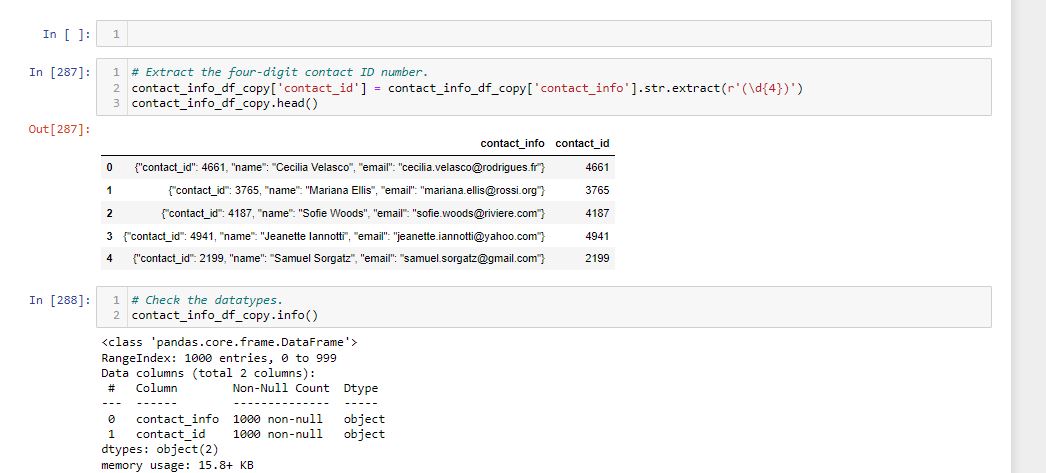 In [ ]: 1
In [287]: 1 # Extract the four-digit contact ID number.
2 contact_info_df_copy['contact_id'] = contact_info_df_copy['contact_info'].str.extract(r'(\d{4})')
3 contact_info_df_copy.head()
Out[287]:
contact_info contact_id
0 {"contact_id": 4661, "name": "Cecilia Velasco", "email": "cecilia.velasco@rodrigues.fr"} 4661
1 {"contact_id": 3765, "name": "Mariana Ellis", "email": "mariana.ellis@rossi.org"} 3765
2 {"contact_id": 4187, "name": "Sofie Woods", "email": "sofie.woods@riviere.com"} 4187
3 {"contact_id": 4941, "name": "Jeanette Iannotti", "email": "jeanette.iannotti@yahoo.com"} 4941
4 {"contact_id": 2199, "name": "Samuel Sorgatz", "email": "samuel.sorgatz@gmail.com"} 2199
In [288]: 1 # Check the datatypes.
2 contact_info_df_copy.info()
<class 'pandas.core.frame.DataFrame'>
RangeIndex: 1000 entries, 0 to 999
Data columns (total 2 columns):
# Column Non-Null Count Dtype
--- ------ -------------- -----
0 contact_info 1000 non-null object
1 contact_id 1000 non-null object
dtypes: object(2)
memory usage: 15.8+ KB